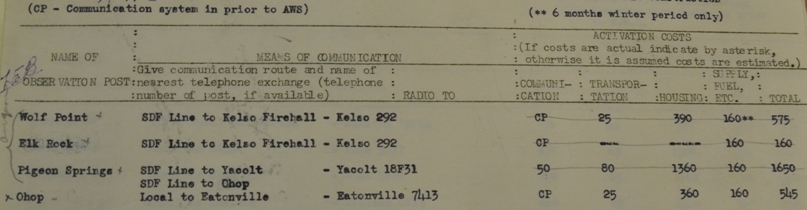 (CP - Communication system in prior to AWS) (** 6 months winter period only)
ACTIVATION COSTS
NAME OF MEANS OF COMMUNICATION (If costs are actual indicate by asterisk, otherwise it is assumed costs are estimated.)
OBSERVATION POST: Give communication route and name of nearest telephone exchange (telephone number of post, if available) : RADIO TO : COMMUNI- CATION : TRANSPOR- TATION : HOUSING: SUPPLY, FUEL, ETC. : TOTAL
Wolf Point SDF Line to Kelso Firehall - Kelso 292 CP 25 390 160** 575
Elk Rock SDF Line to Kelso Firehall - Kelso 292 CP ---- ---- 160 160
Pigeon Springs SDF Line to Yacolt - Yacolt 18F31 50 80 1360 160 1650
SDF Line to Ohop
x Ohop Local to Eatonville - Eatonville 7413 CP 25 360 160 545